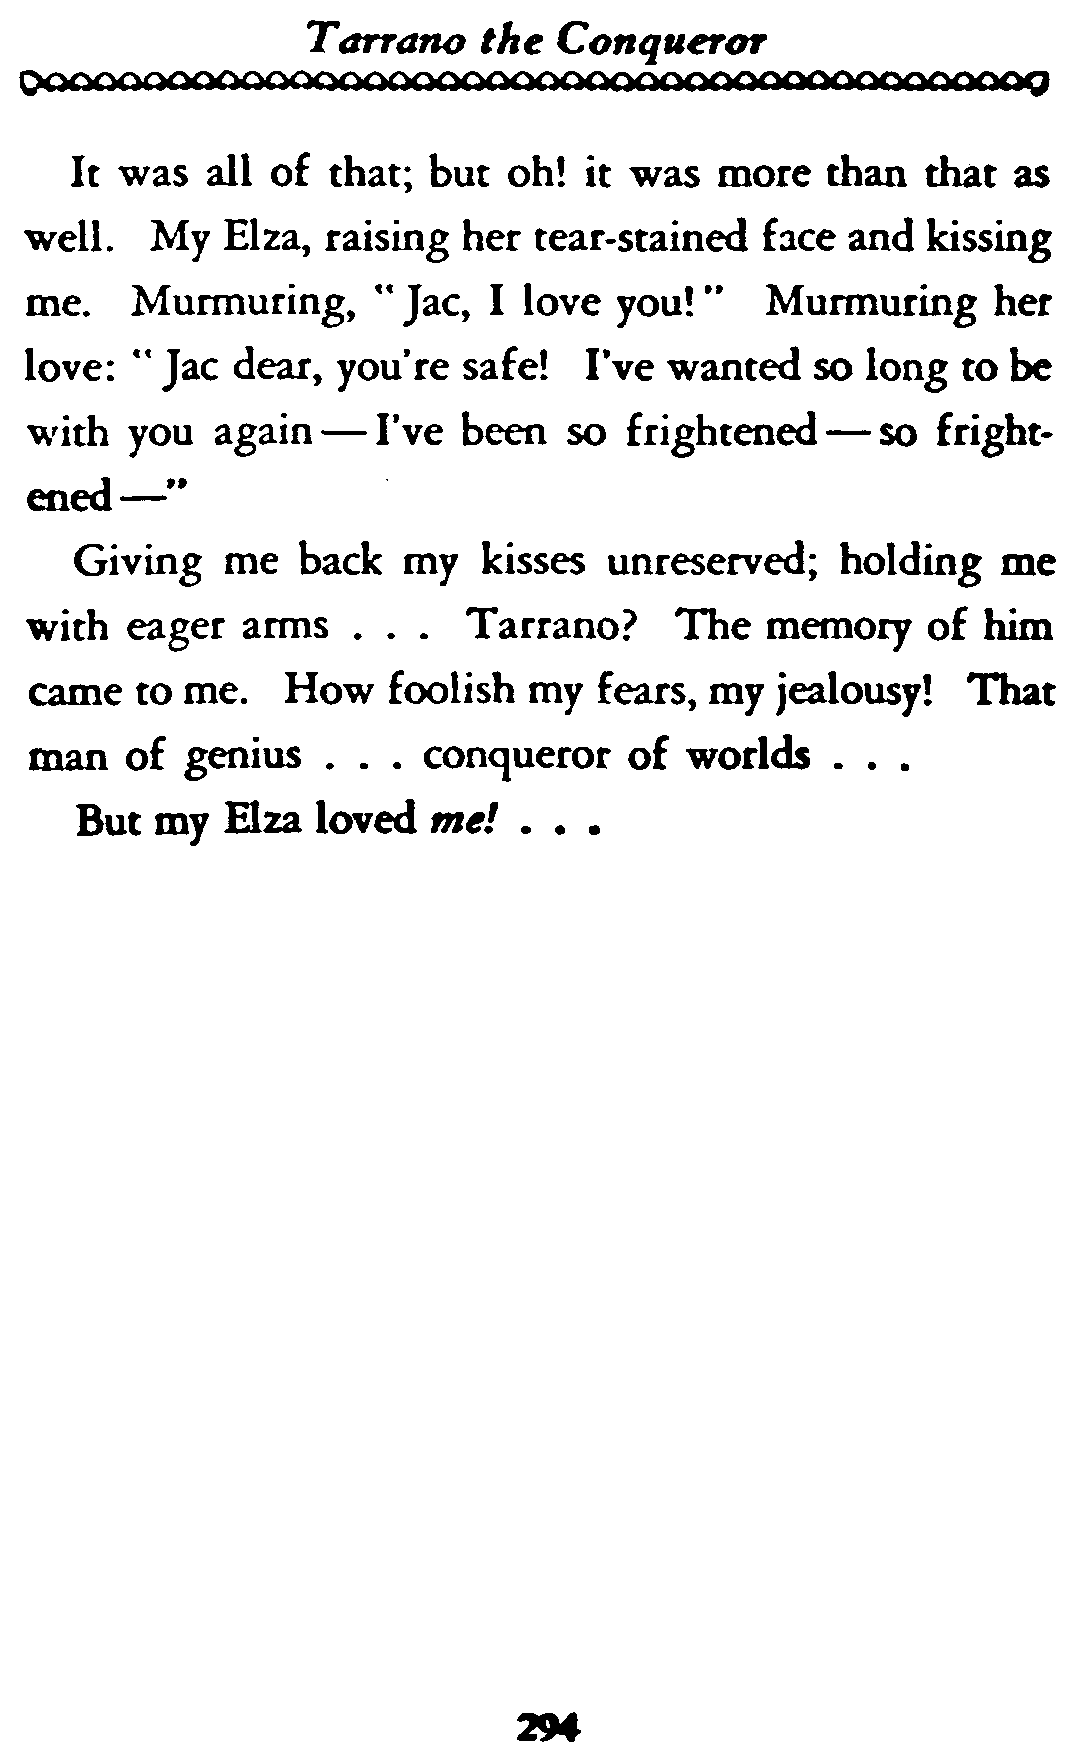 Tarrano the Conqueror
It was all of that; but oh! it was more than that as
well. My Elza, raising her tear-stained face and kissing
me. Murmuring, “Jac, I love you!” Murmuring her
love: “Jac dear, you're safe! I've wanted so long to be
with you again—I've been so frightened—so fright-
ened—”
Giving me back my kisses unreserved; holding me
with eager arms . . . Tarrano? The memory of him
came to me. How foolish my fears, my jealousy! That
man of genius . . . conqueror of worlds . . .
But my Elza loved me! . . .
294